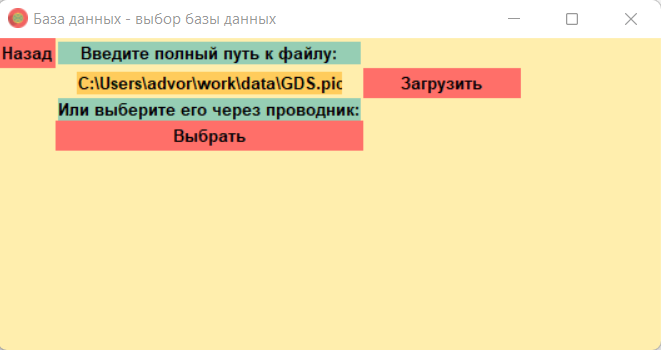 База данных - выбор базы данных
Назад Введите полный путь к файлу:
C:\Users\advor\work\data\GDS.pic Загрузить
Или выберите его через проводник:
Выбрать